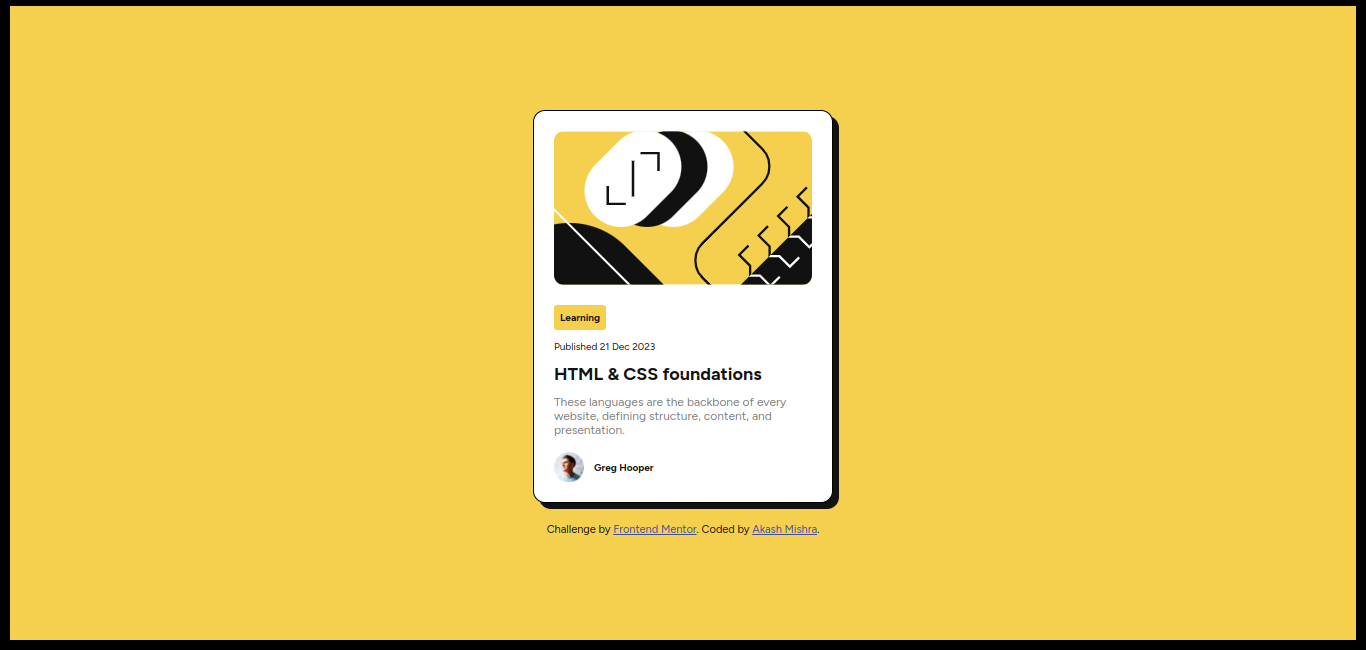 Learning
Published 21 Dec 2023
HTML & CSS foundations
These languages are the backbone of every
website, defining structure, content, and
presentation.
Greg Hooper
Challenge by Frontend Mentor. Coded by Akash Mishra.